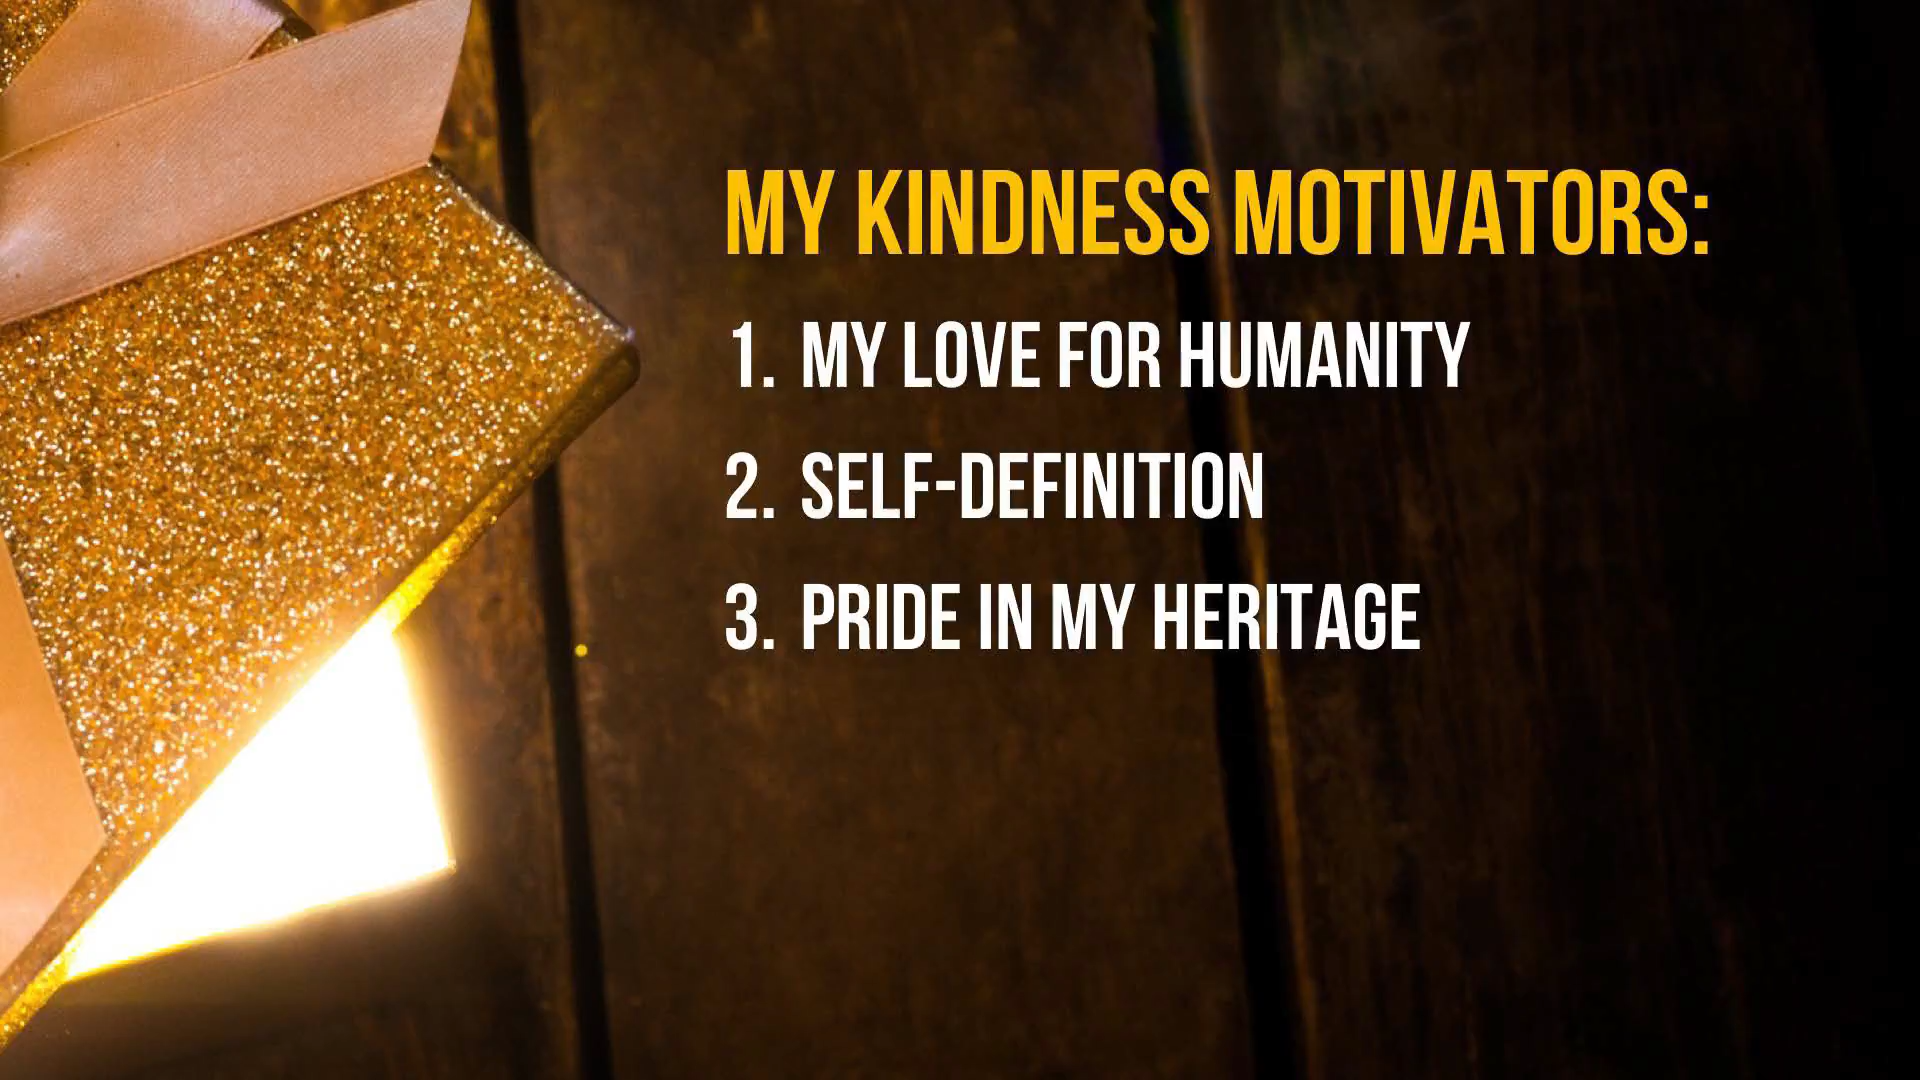 MY KINDNESS MOTIVATORS:
1. MY LOVE FOR HUMANITY
2. SELF-DEFINITION
3. PRIDE IN MY HERITAGE